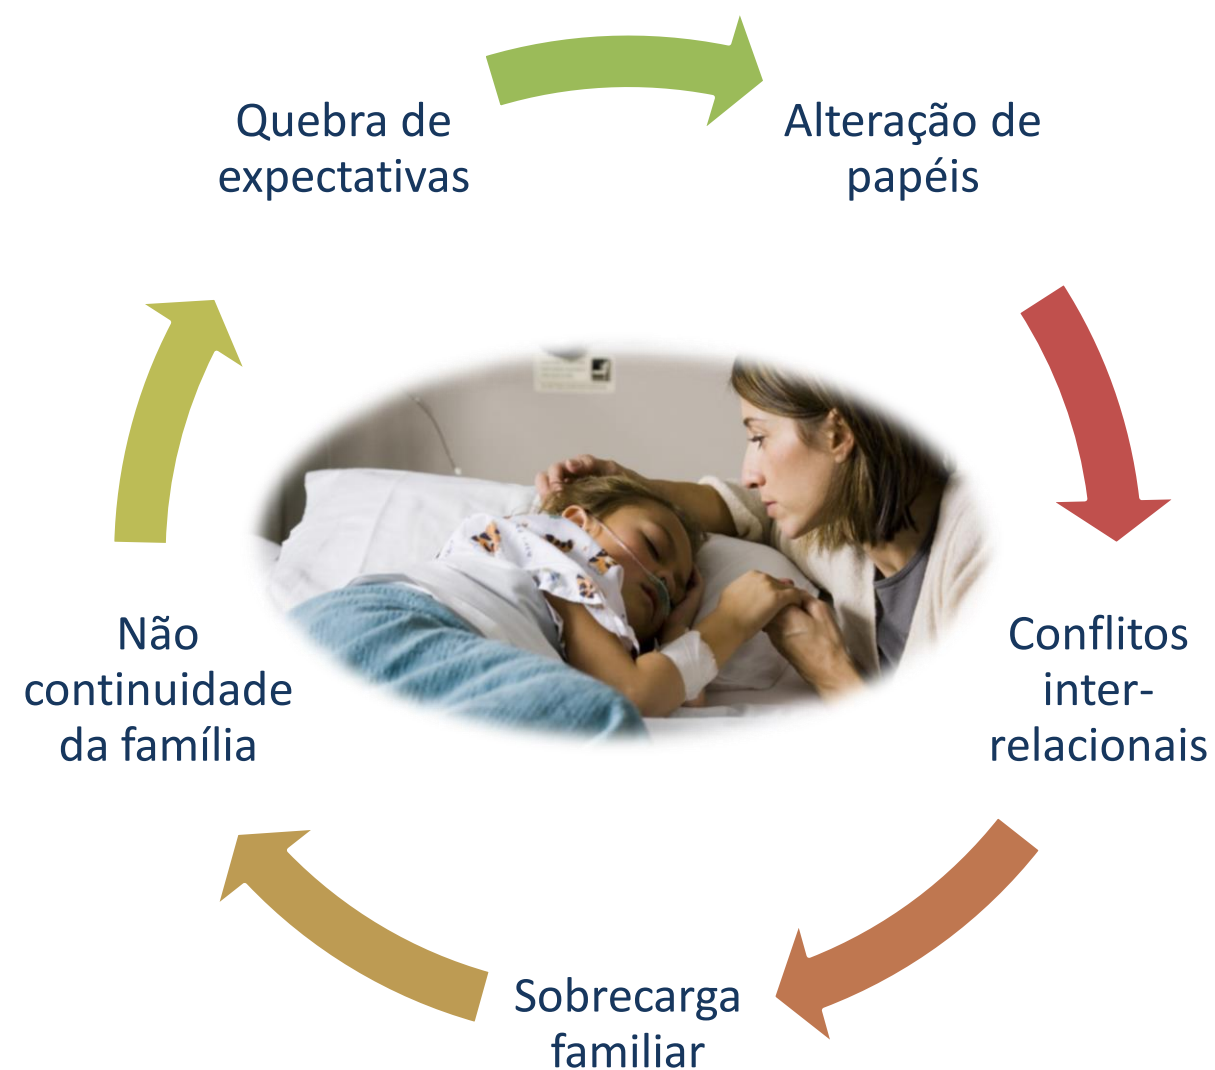 Quebra de
expectativas
Alteração de
papéis
Conflitos
inter-
relacionais
Sobrecarga
familiar
Não
continuidade
da família